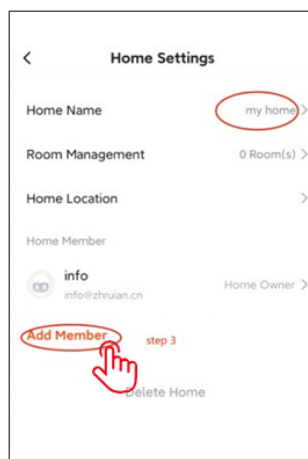 Home Settings
Home Name my home
Room Management 0 Room(s)
Home Location
Home Member
info
info@zhruian.cn Home Owner
Add Member step 3
Delete Home